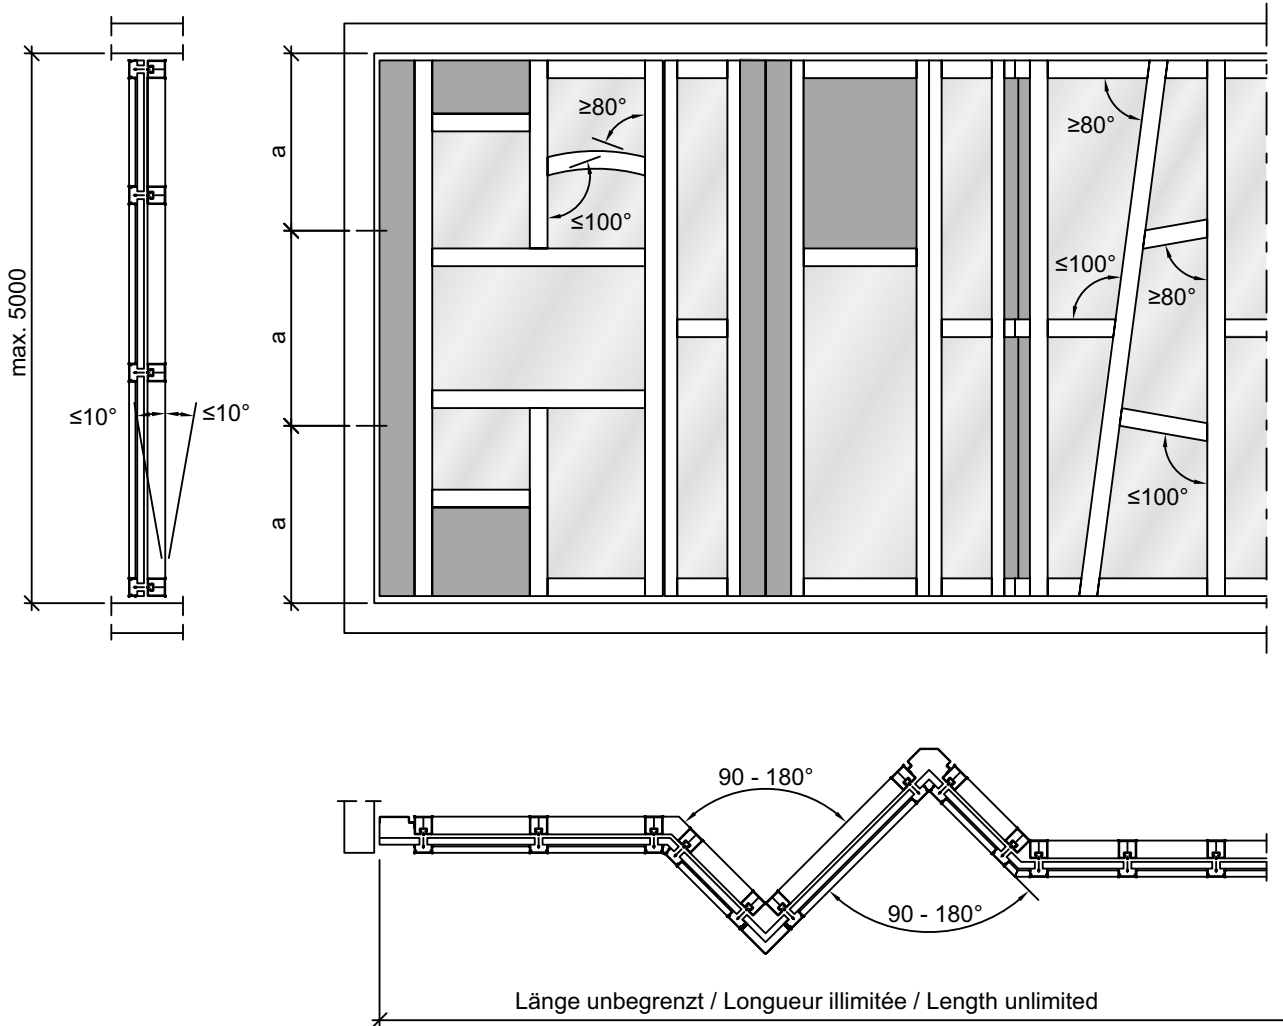 max. 5000
≤10°
≤10°
a
a
a
≥80°
≤100°
≥80°
≤100°
≥80°
≤100°
90 - 180°
90 - 180°
Länge unbegrenzt / Longueur illimitée / Length unlimited